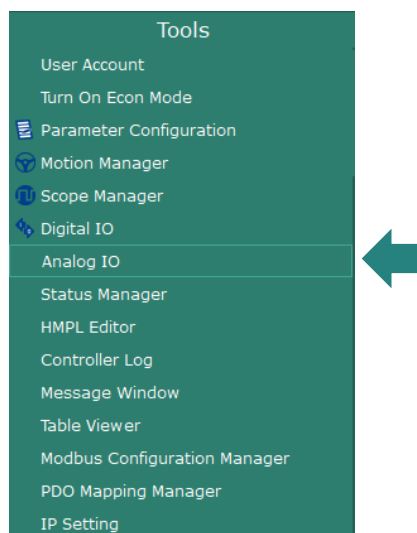 Tools
User Account
Turn On Econ Mode
Parameter Configuration
Motion Manager
Scope Manager
Digital IO
Analog IO
Status Manager
HMPL Editor
Controller Log
Message Window
Table Viewer
Modbus Configuration Manager
PDO Mapping Manager
IP Setting